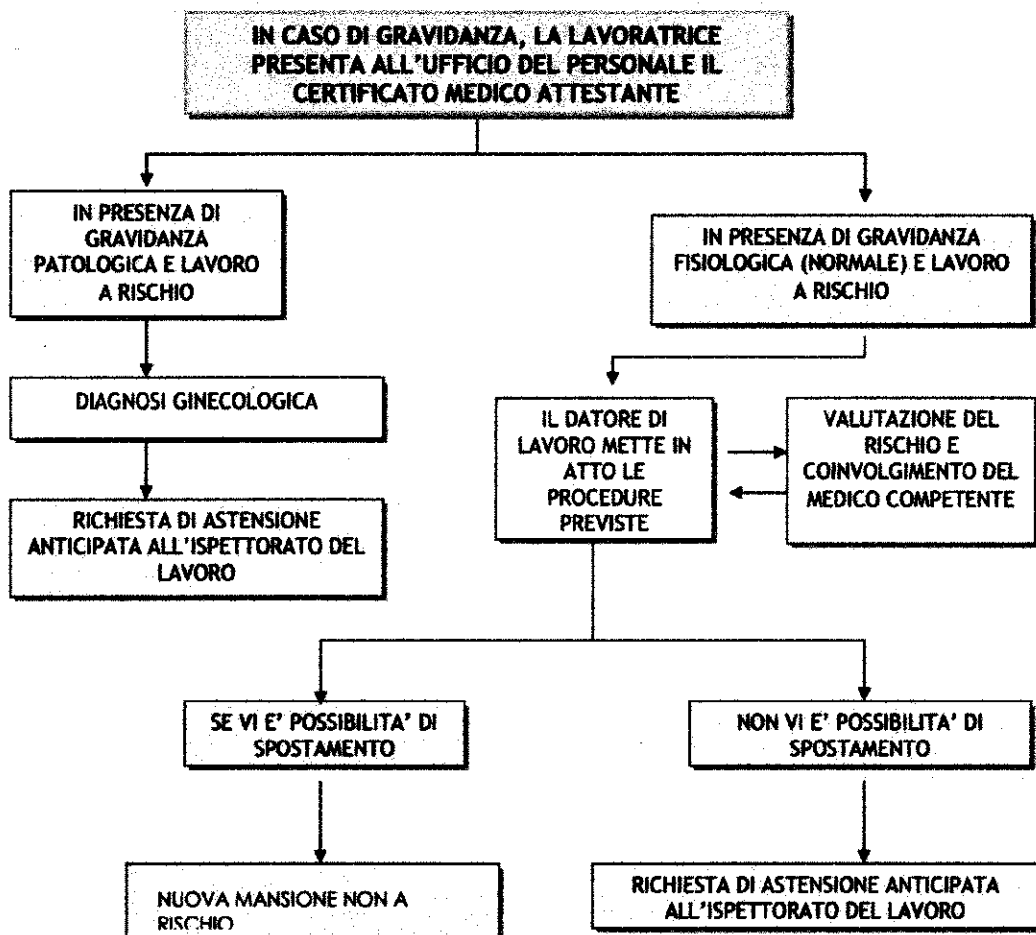 IN CASO DI GRAVIDANZA, LA LAVORATRICE
PRESENTA ALL'UFFICIO DEL PERSONALE IL
CERTIFICATO MEDICO ATTESTANTE
IN PRESENZA DI
GRAVIDANZA
PATOLOGICA E LAVORO
A RISCHIO
IN PRESENZA DI GRAVIDANZA
FISIOLOGICA (NORMALE) E LAVORO
A RISCHIO
DIAGNOSI GINECOLOGICA
IL DATORE DI
LAVORO METTE IN
ATTO LE
PROCEDURE
PREVISTE
VALUTAZIONE DEL
RISCHIO E
COINVOLGIMENTO DEL
MEDICO COMPETENTE
RICHIESTA DI ASTENSIONE
ANTICIPATA ALL'ISPETTORATO DEL
LAVORO
SE VI E' POSSIBILITA' DI
SPOSTAMENTO
NON VI E' POSSIBILITA' DI
SPOSTAMENTO
NUOVA MANSIONE NON A
RISCHIO
RICHIESTA DI ASTENSIONE ANTICIPATA
ALL'ISPETTORATO DEL LAVORO